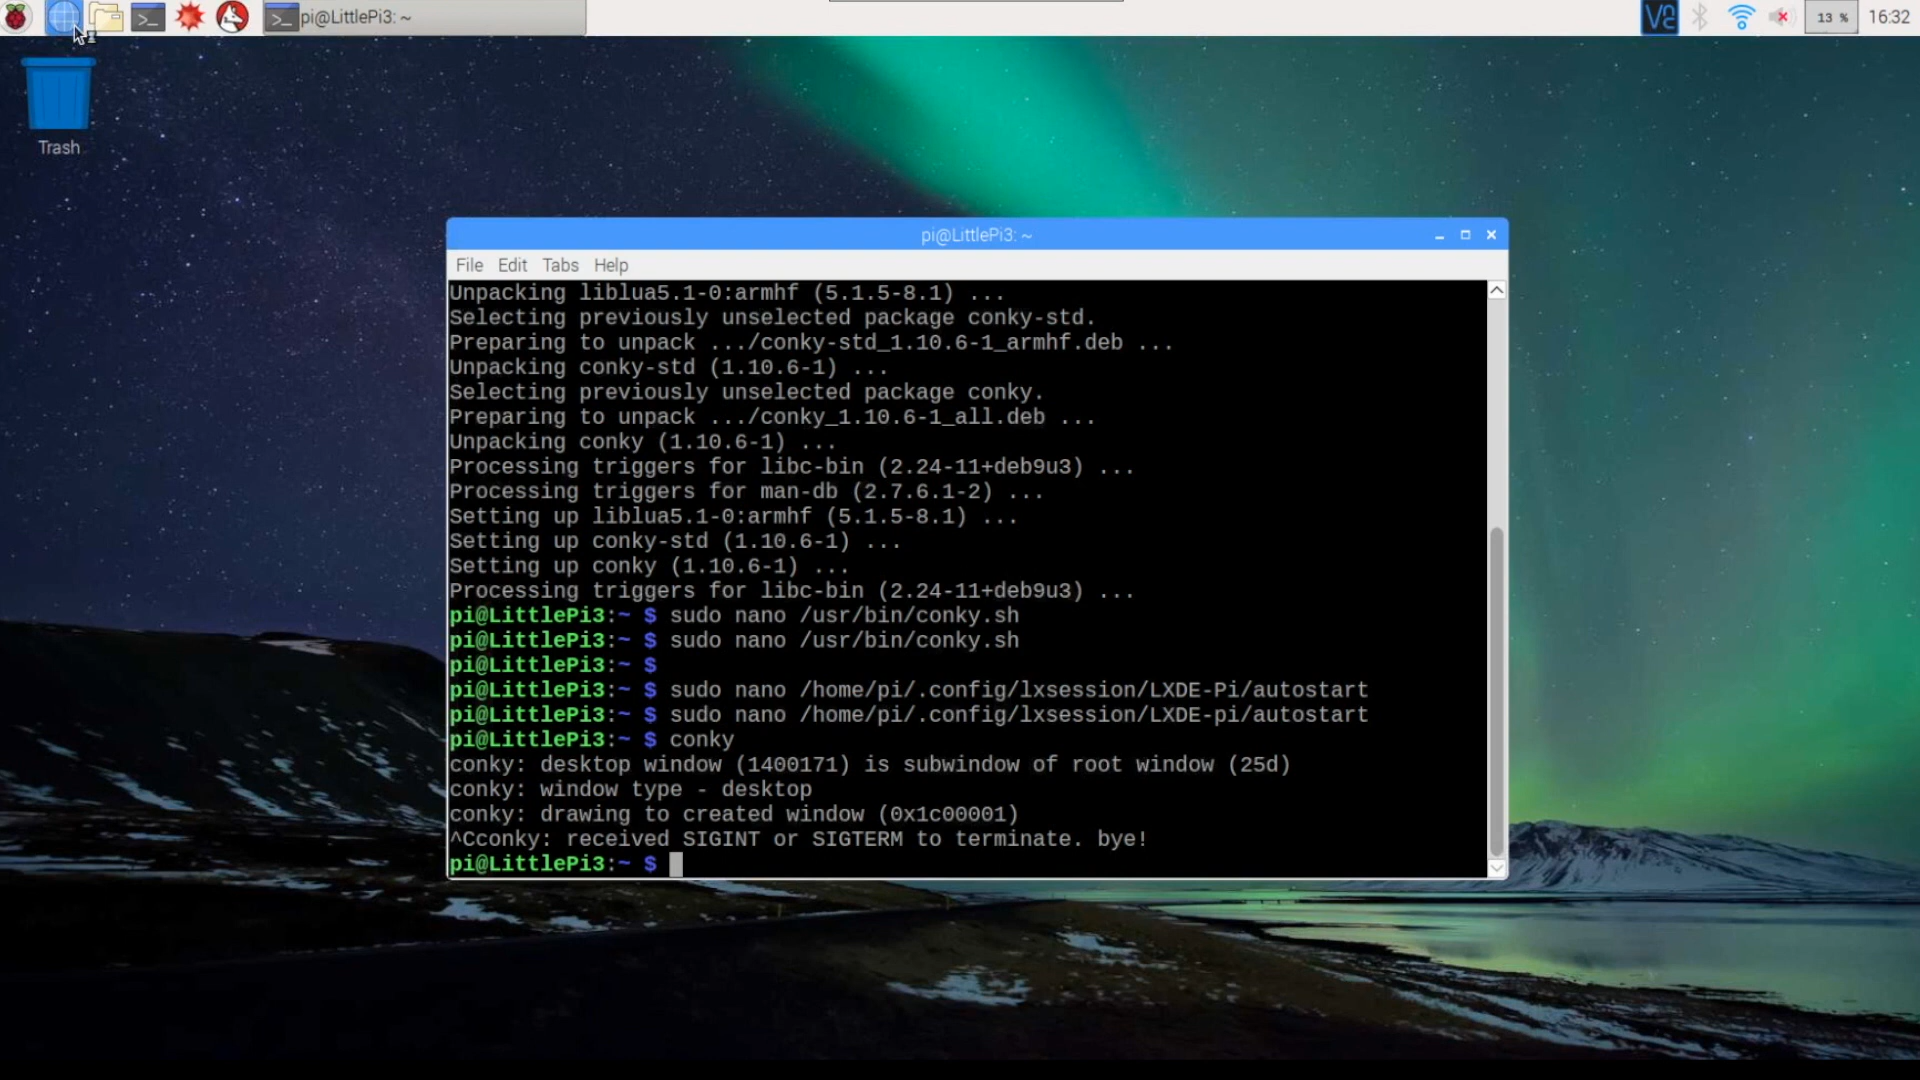 pi@LittlePi3: ~
13 %
16:32
Trash
pi@LittlePi3: ~
File Edit Tabs Help
Unpacking liblua5.1-0:armhf (5.1.5-8.1) ...
Selecting previously unselected package conky-std.
Preparing to unpack .../conky-std_1.10.6-1_armhf.deb ...
Unpacking conky-std (1.10.6-1) ...
Selecting previously unselected package conky.
Preparing to unpack .../conky_1.10.6-1_all.deb ...
Unpacking conky (1.10.6-1) ...
Processing triggers for libc-bin (2.24-11+deb9u3) ...
Processing triggers for man-db (2.7.6.1-2) ...
Setting up liblua5.1-0:armhf (5.1.5-8.1) ...
Setting up conky-std (1.10.6-1) ...
Setting up conky (1.10.6-1) ...
Processing triggers for libc-bin (2.24-11+deb9u3) ...
pi@LittlePi3:~ $ sudo nano /usr/bin/conky.sh
pi@LittlePi3:~ $ sudo nano /usr/bin/conky.sh
pi@LittlePi3:~ $
pi@LittlePi3:~ $ sudo nano /home/pi/.config/lxsession/LXDE-Pi/autostart
pi@LittlePi3:~ $ sudo nano /home/pi/.config/lxsession/LXDE-pi/autostart
pi@LittlePi3:~ $ conky
conky: desktop window (1400171) is subwindow of root window (25d)
conky: window type - desktop
conky: drawing to created window (0x1c00001)
^Cconky: received SIGINT or SIGTERM to terminate. bye!
pi@LittlePi3:~ $